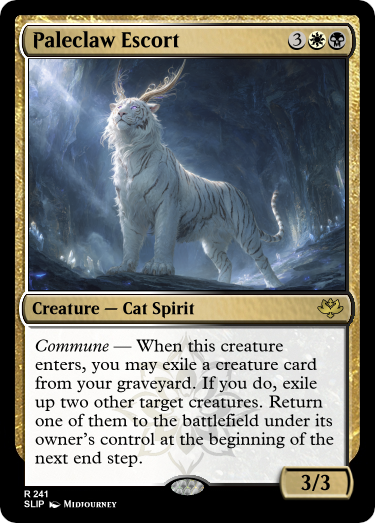 Paleclaw Escort 3
Creature — Cat Spirit
Commune — When this creature
enters, you may exile a creature card
from your graveyard. If you do, exile
up two other target creatures. Return
one of them to the battlefield under its
owner's control at the beginning of the
next end step.
3/3
R 241
SLIP Midjourney